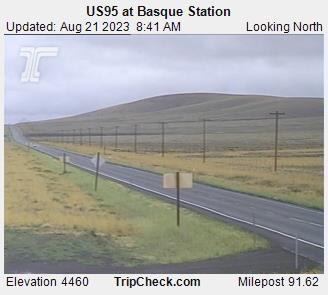 US95 at Basque Station
Updated: Aug 21 2023 8:41 AM Looking North
Elevation 4460 TripCheck.com Milepost 91.62